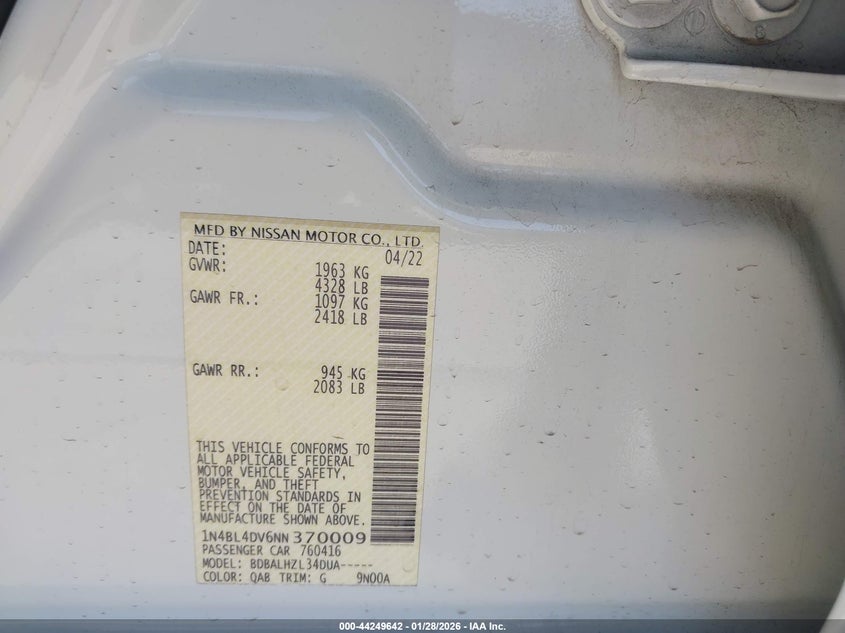 8
MFD BY NISSAN MOTOR CO., LTD.
DATE: 04/22
GVWR: 1963 KG
4328 LB
GAWR FR.: 1097 KG
2418 LB
GAWR RR.: 945 KG
2083 LB
THIS VEHICLE CONFORMS TO
ALL APPLICABLE FEDERAL
MOTOR VEHICLE SAFETY,
BUMPER, AND THEFT
PREVENTION STANDARDS IN
EFFECT ON THE DATE OF
MANUFACTURE SHOWN ABOVE.
1N4BL4DV6NN370009
PASSENGER CAR 760416
MODEL: BDBALHZL34DUA-----
COLOR: QAB TRIM: G 9N00A
000-44249642 - 01/28/2026 - IAA Inc.